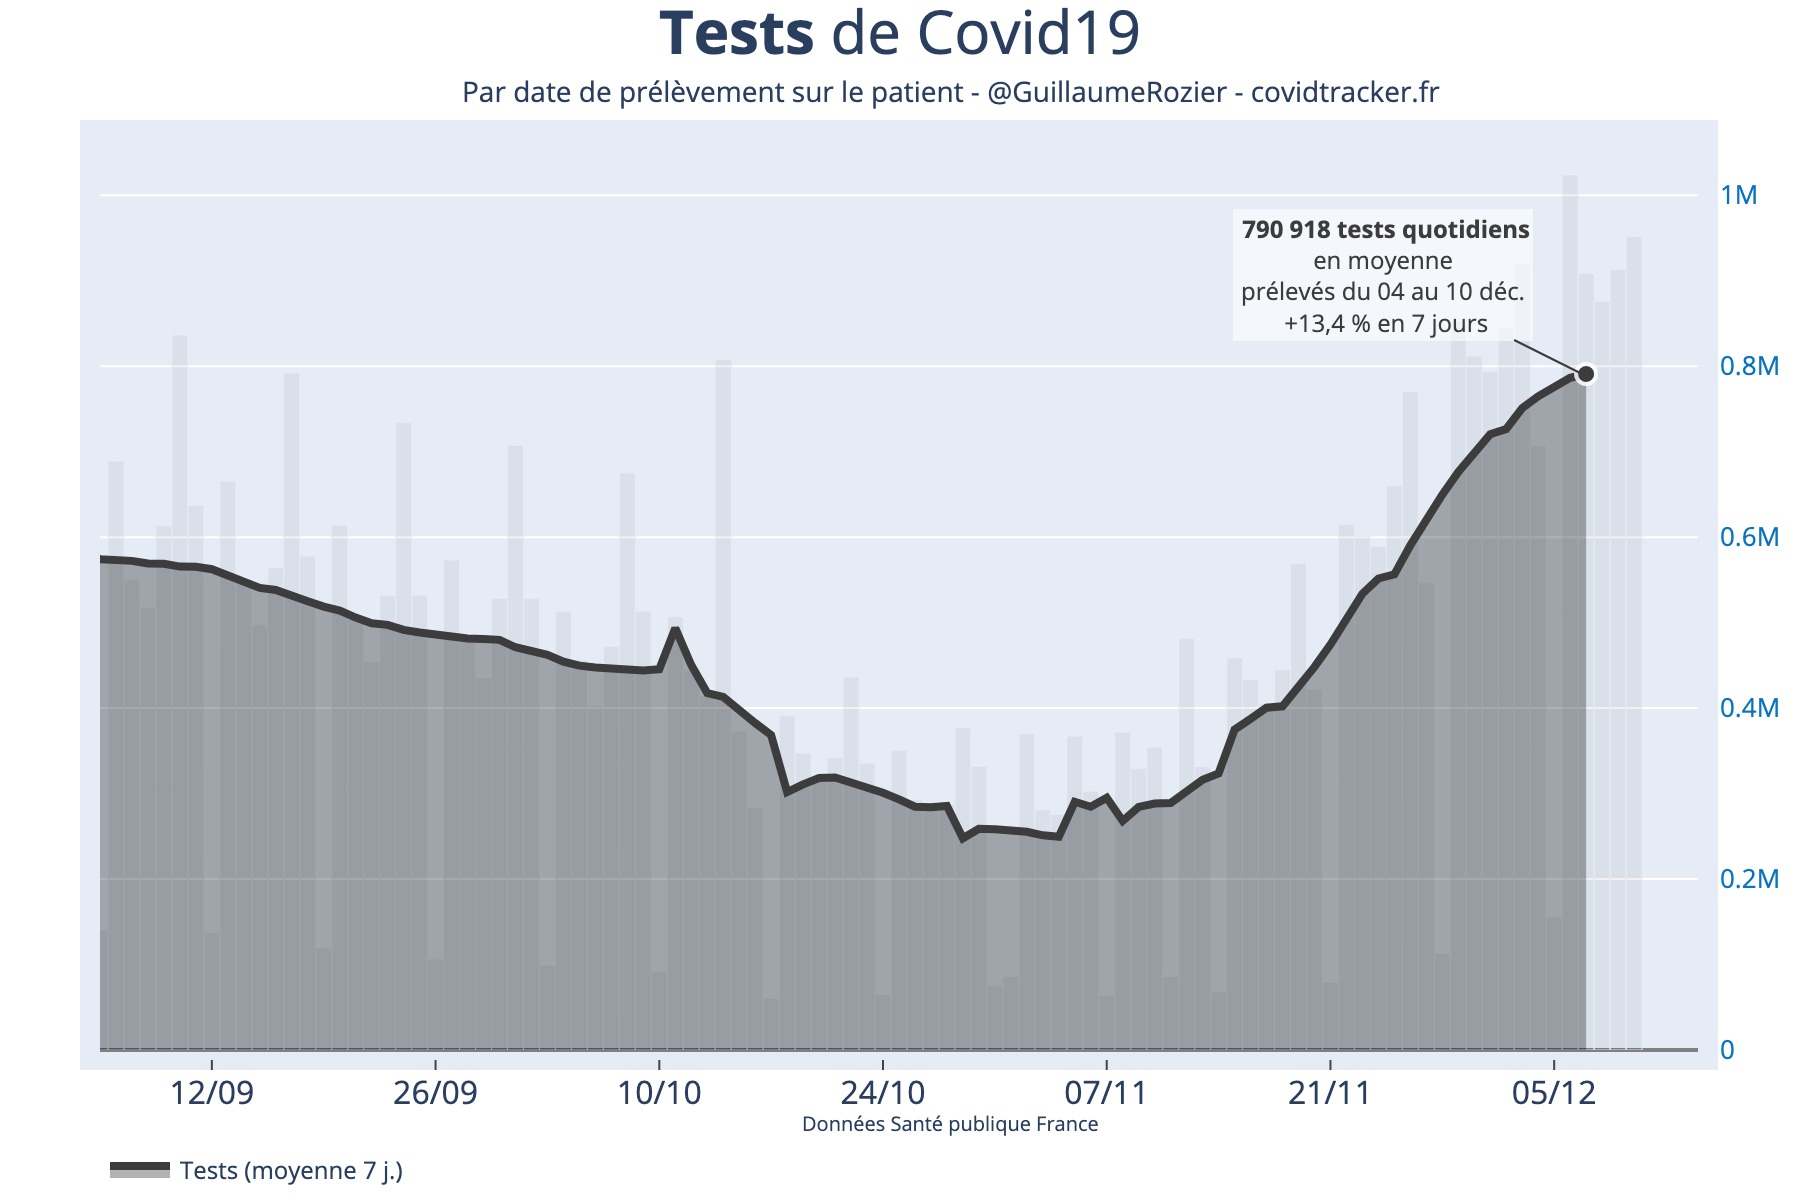 Tests de Covid19
Par date de prélèvement sur le patient - @GuillaumeRozier - covidtracker.fr
1M
790 918 tests quotidiens
en moyenne
prélevés du 04 au 10 déc.
+13,4 % en 7 jours
0.8M
0.6M
0.4M
0.2M
0
12/09 26/09 10/10 24/10 07/11 21/11 05/12
Données Santé publique France
Tests (moyenne 7 j.)